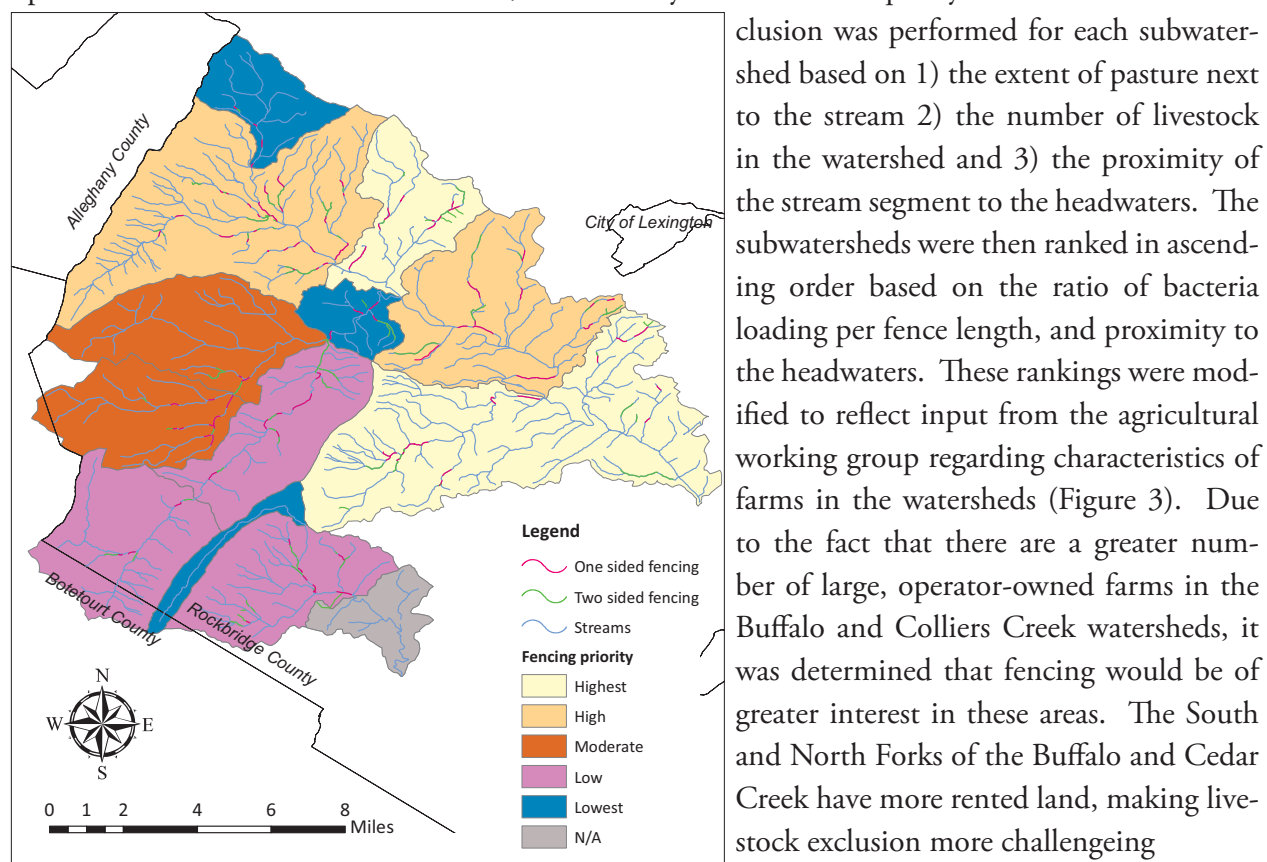 clusion was performed for each subwater-
shed based on 1) the extent of pasture next
to the stream 2) the number of livestock
in the watershed and 3) the proximity of
the stream segment to the headwaters. The
subwatersheds were then ranked in ascend-
ing order based on the ratio of bacteria
loading per fence length, and proximity to
the headwaters. These rankings were mod-
ified to reflect input from the agricultural
working group regarding characteristics of
farms in the watersheds (Figure 3). Due
to the fact that there are a greater num-
ber of large, operator-owned farms in the
Buffalo and Colliers Creek watersheds, it
was determined that fencing would be of
greater interest in these areas. The South
and North Forks of the Buffalo and Cedar
Creek have more rented land, making live-
stock exclusion more challengeing
Alleghany County
City of Lexington
Botetourt County
Rockbridge County
Legend
One sided fencing
Two sided fencing
Streams
Fencing priority
Highest
High
Moderate
Low
Lowest
N/A
N
W E
S
0 1 2 4 6 8
Miles